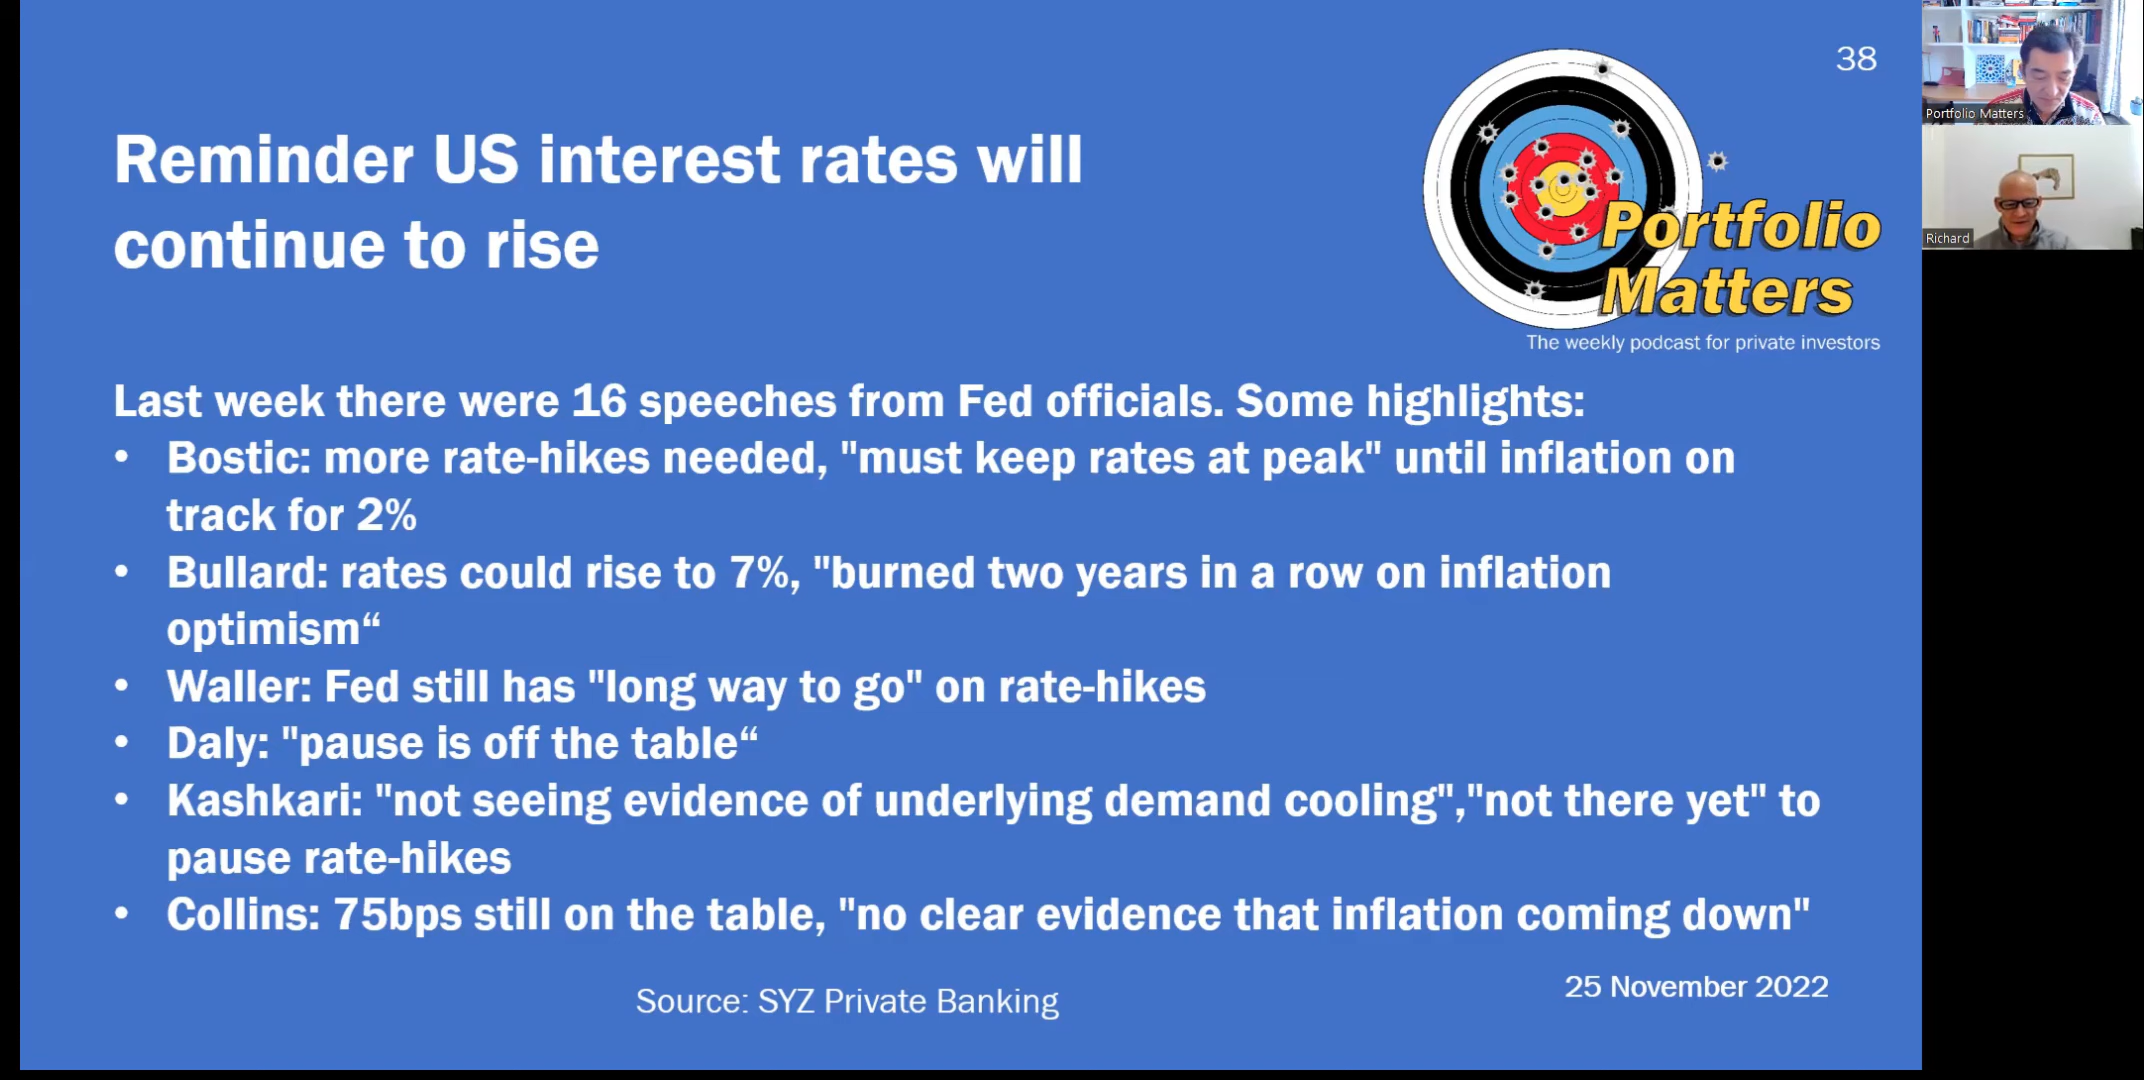 38
Reminder US interest rates will
continue to rise
Portfolio
Matters
The weekly podcast for private investors
Last week there were 16 speeches from Fed officials. Some highlights:
• Bostic: more rate-hikes needed, "must keep rates at peak" until inflation on
track for 2%
• Bullard: rates could rise to 7%, "burned two years in a row on inflation
optimism“
• Waller: Fed still has "long way to go" on rate-hikes
• Daly: "pause is off the table“
• Kashkari: "not seeing evidence of underlying demand cooling","not there yet" to
pause rate-hikes
• Collins: 75bps still on the table, "no clear evidence that inflation coming down"
Source: SYZ Private Banking
25 November 2022
Portfolio Matters
Richard